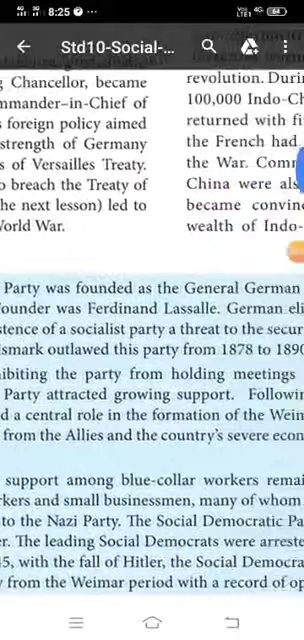 8:25
64
Std10-Social-...
g Chancellor, became
mmander–in-Chief of
s foreign policy aimed
strength of Germany
s of Versailles Treaty.
o breach the Treaty of
he next lesson) led to
World War.
revolution. Duri
100,000 Indo-Ch
returned with fi
the French had
the War. Comm
China were als
became convinc
wealth of Indo-
Party was founded as the General German
ounder was Ferdinand Lassalle. German eli
stence of a socialist party a threat to the secur
smark outlawed this party from 1878 to 1890
hibiting the party from holding meetings
Party attracted growing support. Followin
d a central role in the formation of the Weim
from the Allies and the country's severe econ
support among blue-collar workers remai
rkers and small businessmen, many of whom
to the Nazi Party. The Social Democratic Pa
er. The leading Social Democrats were arreste
45, with the fall of Hitler, the Social Democra
y from the Weimar period with a record of op